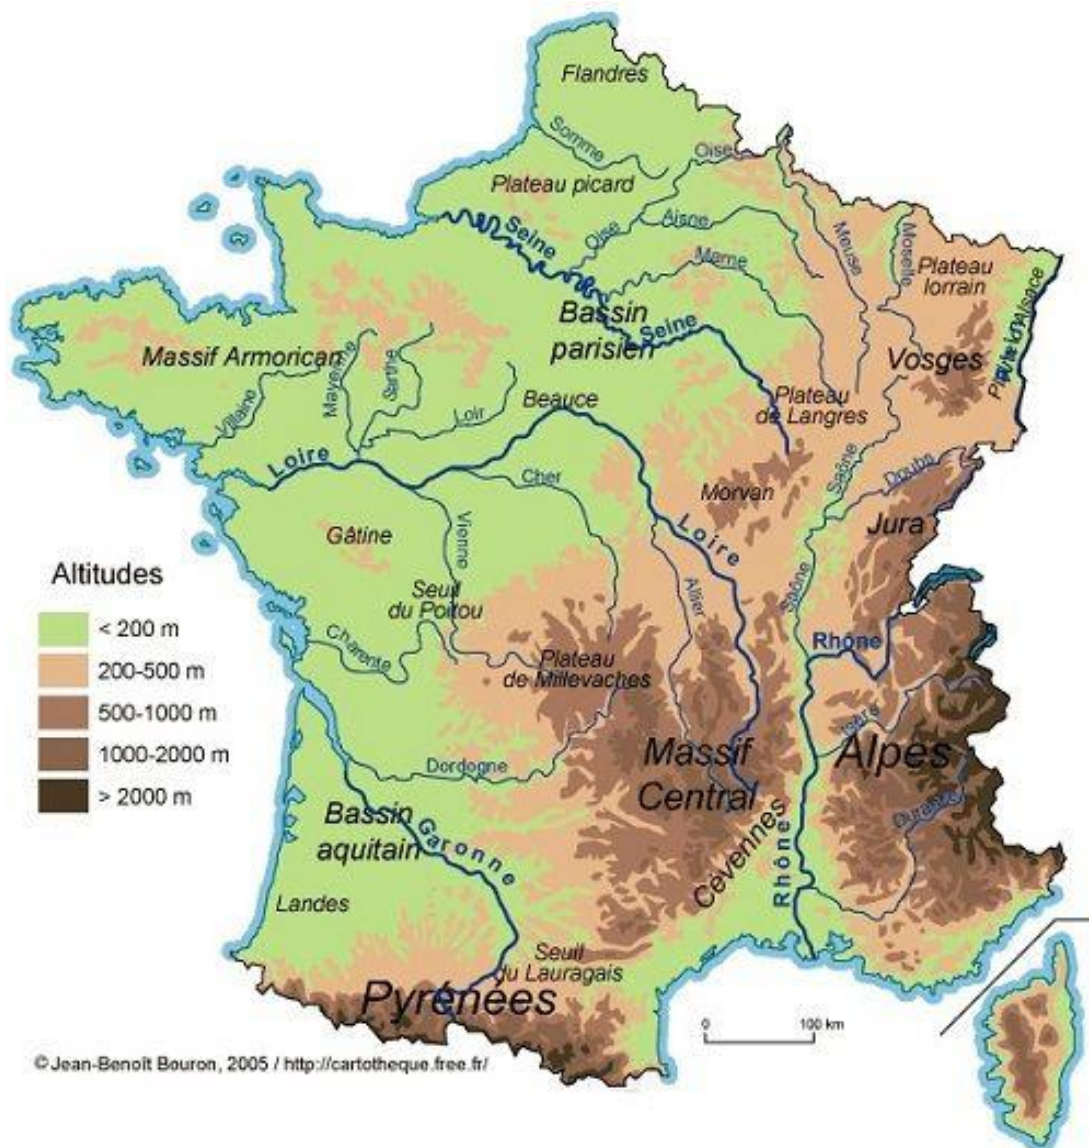 Flandres
Somme
Oise
Plateau picard
Seine
Oise
Aisne
Meuse
Moselle
Marne
Plateau
lorrain
Bassin
parisien
Seine
Vosges
Massif Armoricain
Mayenne
Sarthe
Vilaine
Loir
Beauce
Plateau
de Langres
Loire
Cher
Saône
Doubs
Morvan
Jura
Vienne
Gâtine
Loire
Allier
Saône
Seuil
du Poitou
Charente
Rhône
Plateau
de Millevaches
Isère
Massif
Central
Alpes
Dordogne
Durance
Bassin
aquitain
Garonne
Cévennes
Rhône
Landes
Seuil
du Lauragais
Pyrénées
Altitudes
< 200 m
200-500 m
500-1000 m
1000-2000 m
> 2000 m
0 100 km
© Jean-Benoît Bouron, 2005 / http://cartotheque.free.fr/